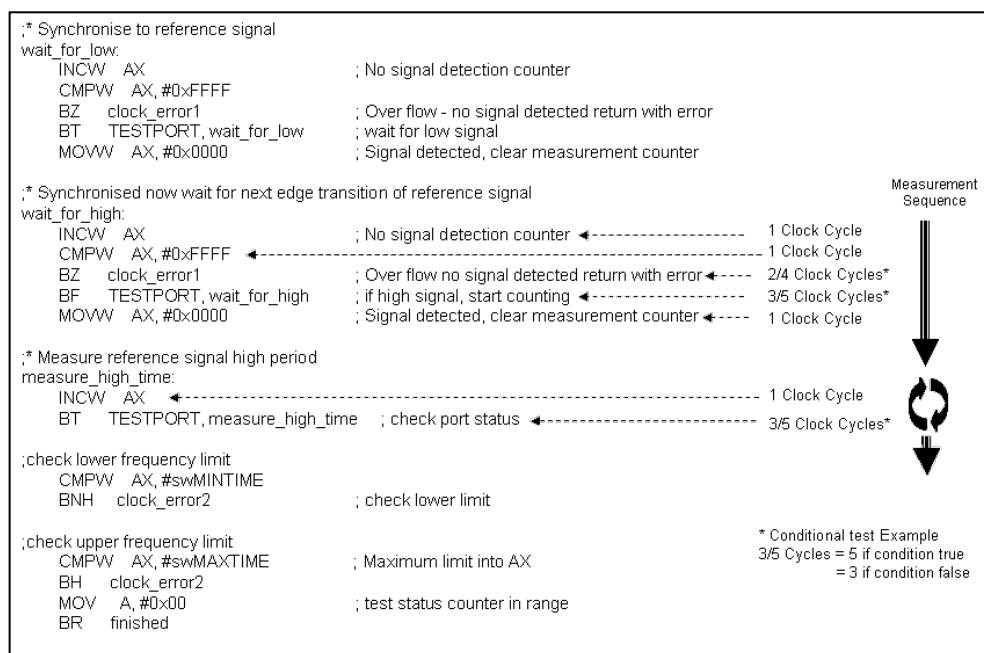 ;* Synchronise to reference signal
wait_for_low:
INCW AX ; No signal detection counter
CMPW AX, #0xFFFF
BZ clock_error1 ; Over flow - no signal detected return with error
BT TESTPORT, wait_for_low ; wait for low signal
MOVW AX, #0x0000 ; Signal detected, clear measurement counter
;* Synchronised now wait for next edge transition of reference signal
wait_for_high:
INCW AX ; No signal detection counter 1 Clock Cycle
CMPW AX, #0xFFFF 1 Clock Cycle
BZ clock_error1 ; Over flow no signal detected return with error 2/4 Clock Cycles*
BF TESTPORT, wait_for_high ; if high signal, start counting 3/5 Clock Cycles*
MOVW AX, #0x0000 ; Signal detected, clear measurement counter 1 Clock Cycle
;* Measure reference signal high period
measure_high_time:
INCW AX 1 Clock Cycle
BT TESTPORT, measure_high_time ; check port status 3/5 Clock Cycles*
;check lower frequency limit
CMPW AX, #swMINTIME
BNH clock_error2 ; check lower limit
;check upper frequency limit
CMPW AX, #swMAXTIME ; Maximum limit into AX
BH clock_error2
MOV A, #0x00 ; test status counter in range
BR finished
Measurement
Sequence
* Conditional test Example
3/5 Cycles = 5 if condition true
= 3 if condition false